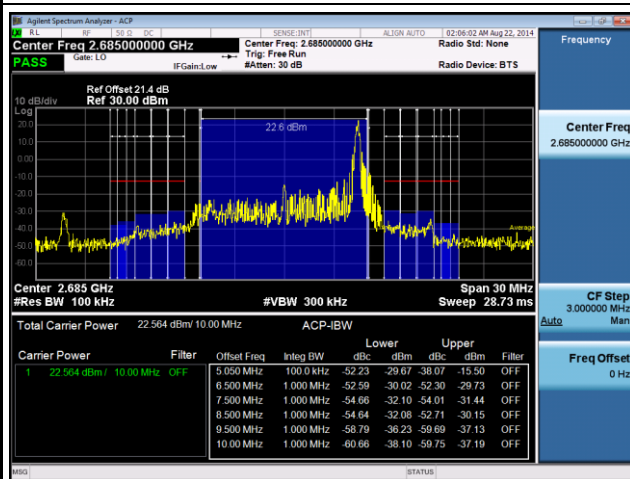 Agilent Spectrum Analyzer - ACP
RL RF 50 Ω DC SENSE:INT ALIGN AUTO 02:06:02 AM Aug 22, 2014
Center Freq 2.685000000 GHz Center Freq: 2.685000000 GHz Radio Std: None
Trig: Free Run
PASS Gate: LO IFGain:Low #Atten: 30 dB Radio Device: BTS
Frequency
Ref Offset 21.4 dB
10 dB/div Ref 30.00 dBm
Log
20.0
22.6 dBm
10.0
0.00
-10.0
-20.0
-30.0
-40.0
Average
-50.0
-60.0
Center 2.685 GHz Span 30 MHz
#Res BW 100 kHz #VBW 300 kHz Sweep 28.73 ms
Center Freq
2.685000000 GHz
CF Step
3.000000 MHz
Auto Man
Freq Offset
0 Hz
Total Carrier Power 22.564 dBm/ 10.00 MHz ACP-IBW
Lower Upper
Carrier Power Filter Offset Freq Integ BW dBc dBm dBc dBm Filter
1 22.564 dBm / 10.00 MHz OFF 5.050 MHz 100.0 kHz -52.23 -29.67 -38.07 -15.50 OFF
6.500 MHz 1.000 MHz -52.59 -30.02 -52.30 -29.73 OFF
7.500 MHz 1.000 MHz -54.66 -32.10 -54.01 -31.44 OFF
8.500 MHz 1.000 MHz -54.64 -32.08 -52.71 -30.15 OFF
9.500 MHz 1.000 MHz -58.79 -36.23 -59.69 -37.13 OFF
10.00 MHz 1.000 MHz -60.66 -38.10 -59.75 -37.19 OFF
MSG STATUS